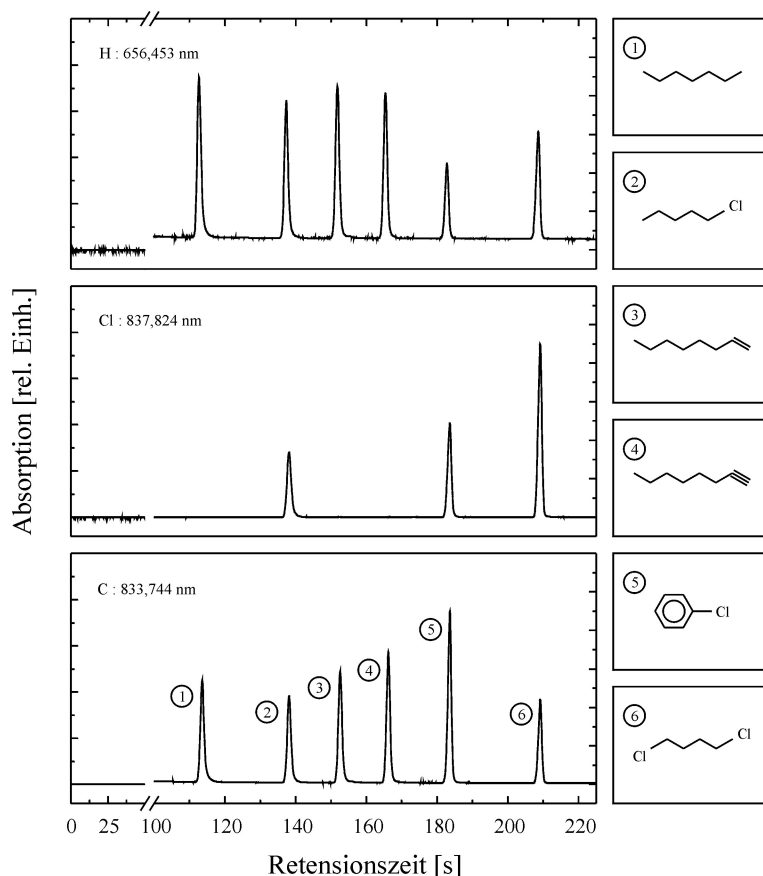 Absorption [rel. Einh.]
H : 656,453 nm
Cl : 837,824 nm
C : 833,744 nm
1
2
3
4
5
6
0 25 100 120 140 160 180 200 220
Retensionszeit [s]
1
2
Cl
3
4
5
Cl
6
Cl
Cl